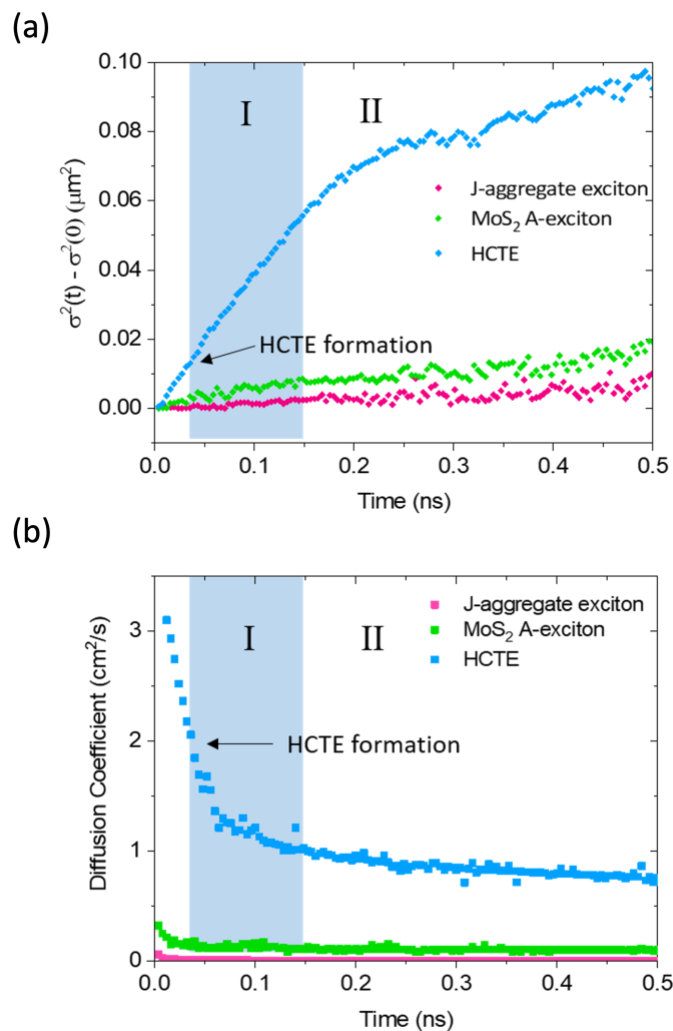 (a)
0.10
0.08
0.06
0.04
0.02
0.00
σ²(t) - σ²(0) (μm²)
I
II
J-aggregate exciton
MoS₂ A-exciton
HCTE
HCTE formation
0.0 0.1 0.2 0.3 0.4 0.5
Time (ns)
(b)
3
2
1
0
Diffusion Coefficient (cm²/s)
I
II
J-aggregate exciton
MoS₂ A-exciton
HCTE
HCTE formation
0.0 0.1 0.2 0.3 0.4 0.5
Time (ns)